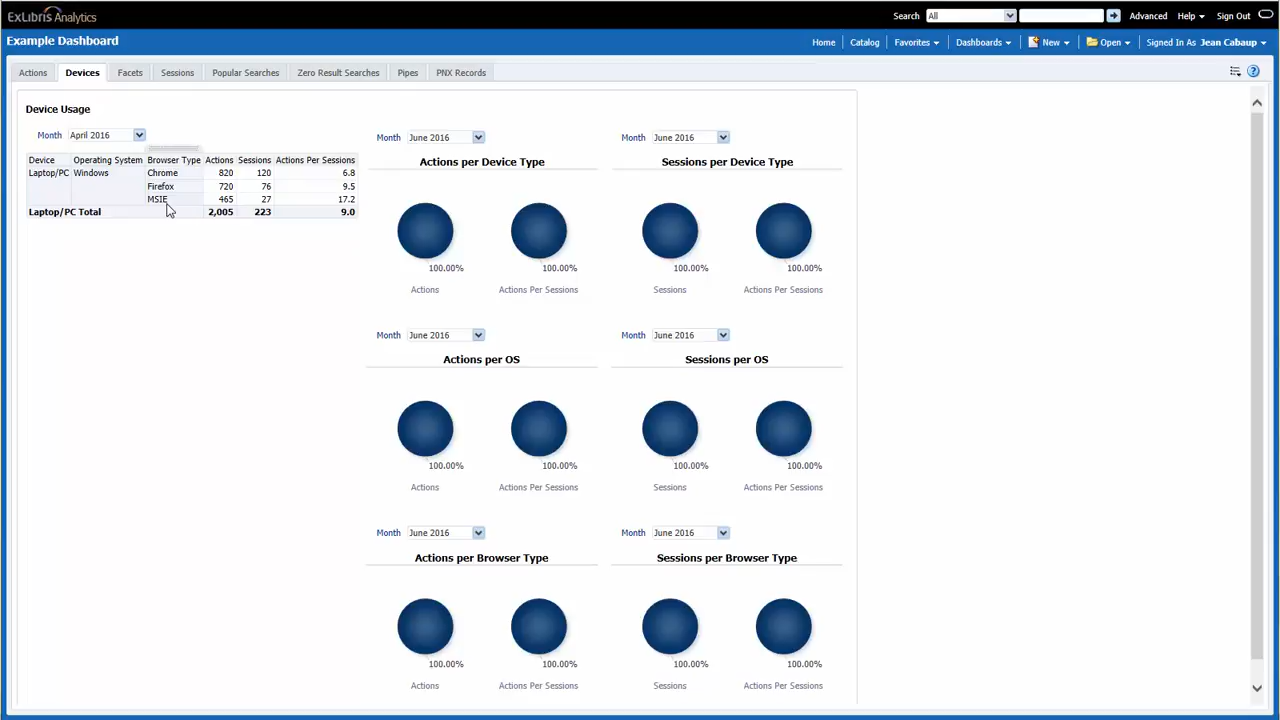 ExLibris Analytics
Search All Advanced Help Sign Out
Example Dashboard
Home Catalog Favorites Dashboards New Open Signed In As Jean Cabaup
Actions Devices Facets Sessions Popular Searches Zero Result Searches Pipes PNX Records
Device Usage
Month April 2016
Device Operating System Browser Type Actions Sessions Actions Per Sessions
Laptop/PC Windows Chrome 820 120 6.8
Firefox 720 76 9.5
MSIE 465 27 17.2
Laptop/PC Total 2,005 223 9.0
Month June 2016 Month June 2016
Actions per Device Type Sessions per Device Type
100.00% 100.00% 100.00% 100.00%
Actions Actions Per Sessions Sessions Actions Per Sessions
Month June 2016 Month June 2016
Actions per OS Sessions per OS
100.00% 100.00% 100.00% 100.00%
Actions Actions Per Sessions Sessions Actions Per Sessions
Month June 2016 Month June 2016
Actions per Browser Type Sessions per Browser Type
100.00% 100.00% 100.00% 100.00%
Actions Actions Per Sessions Sessions Actions Per Sessions